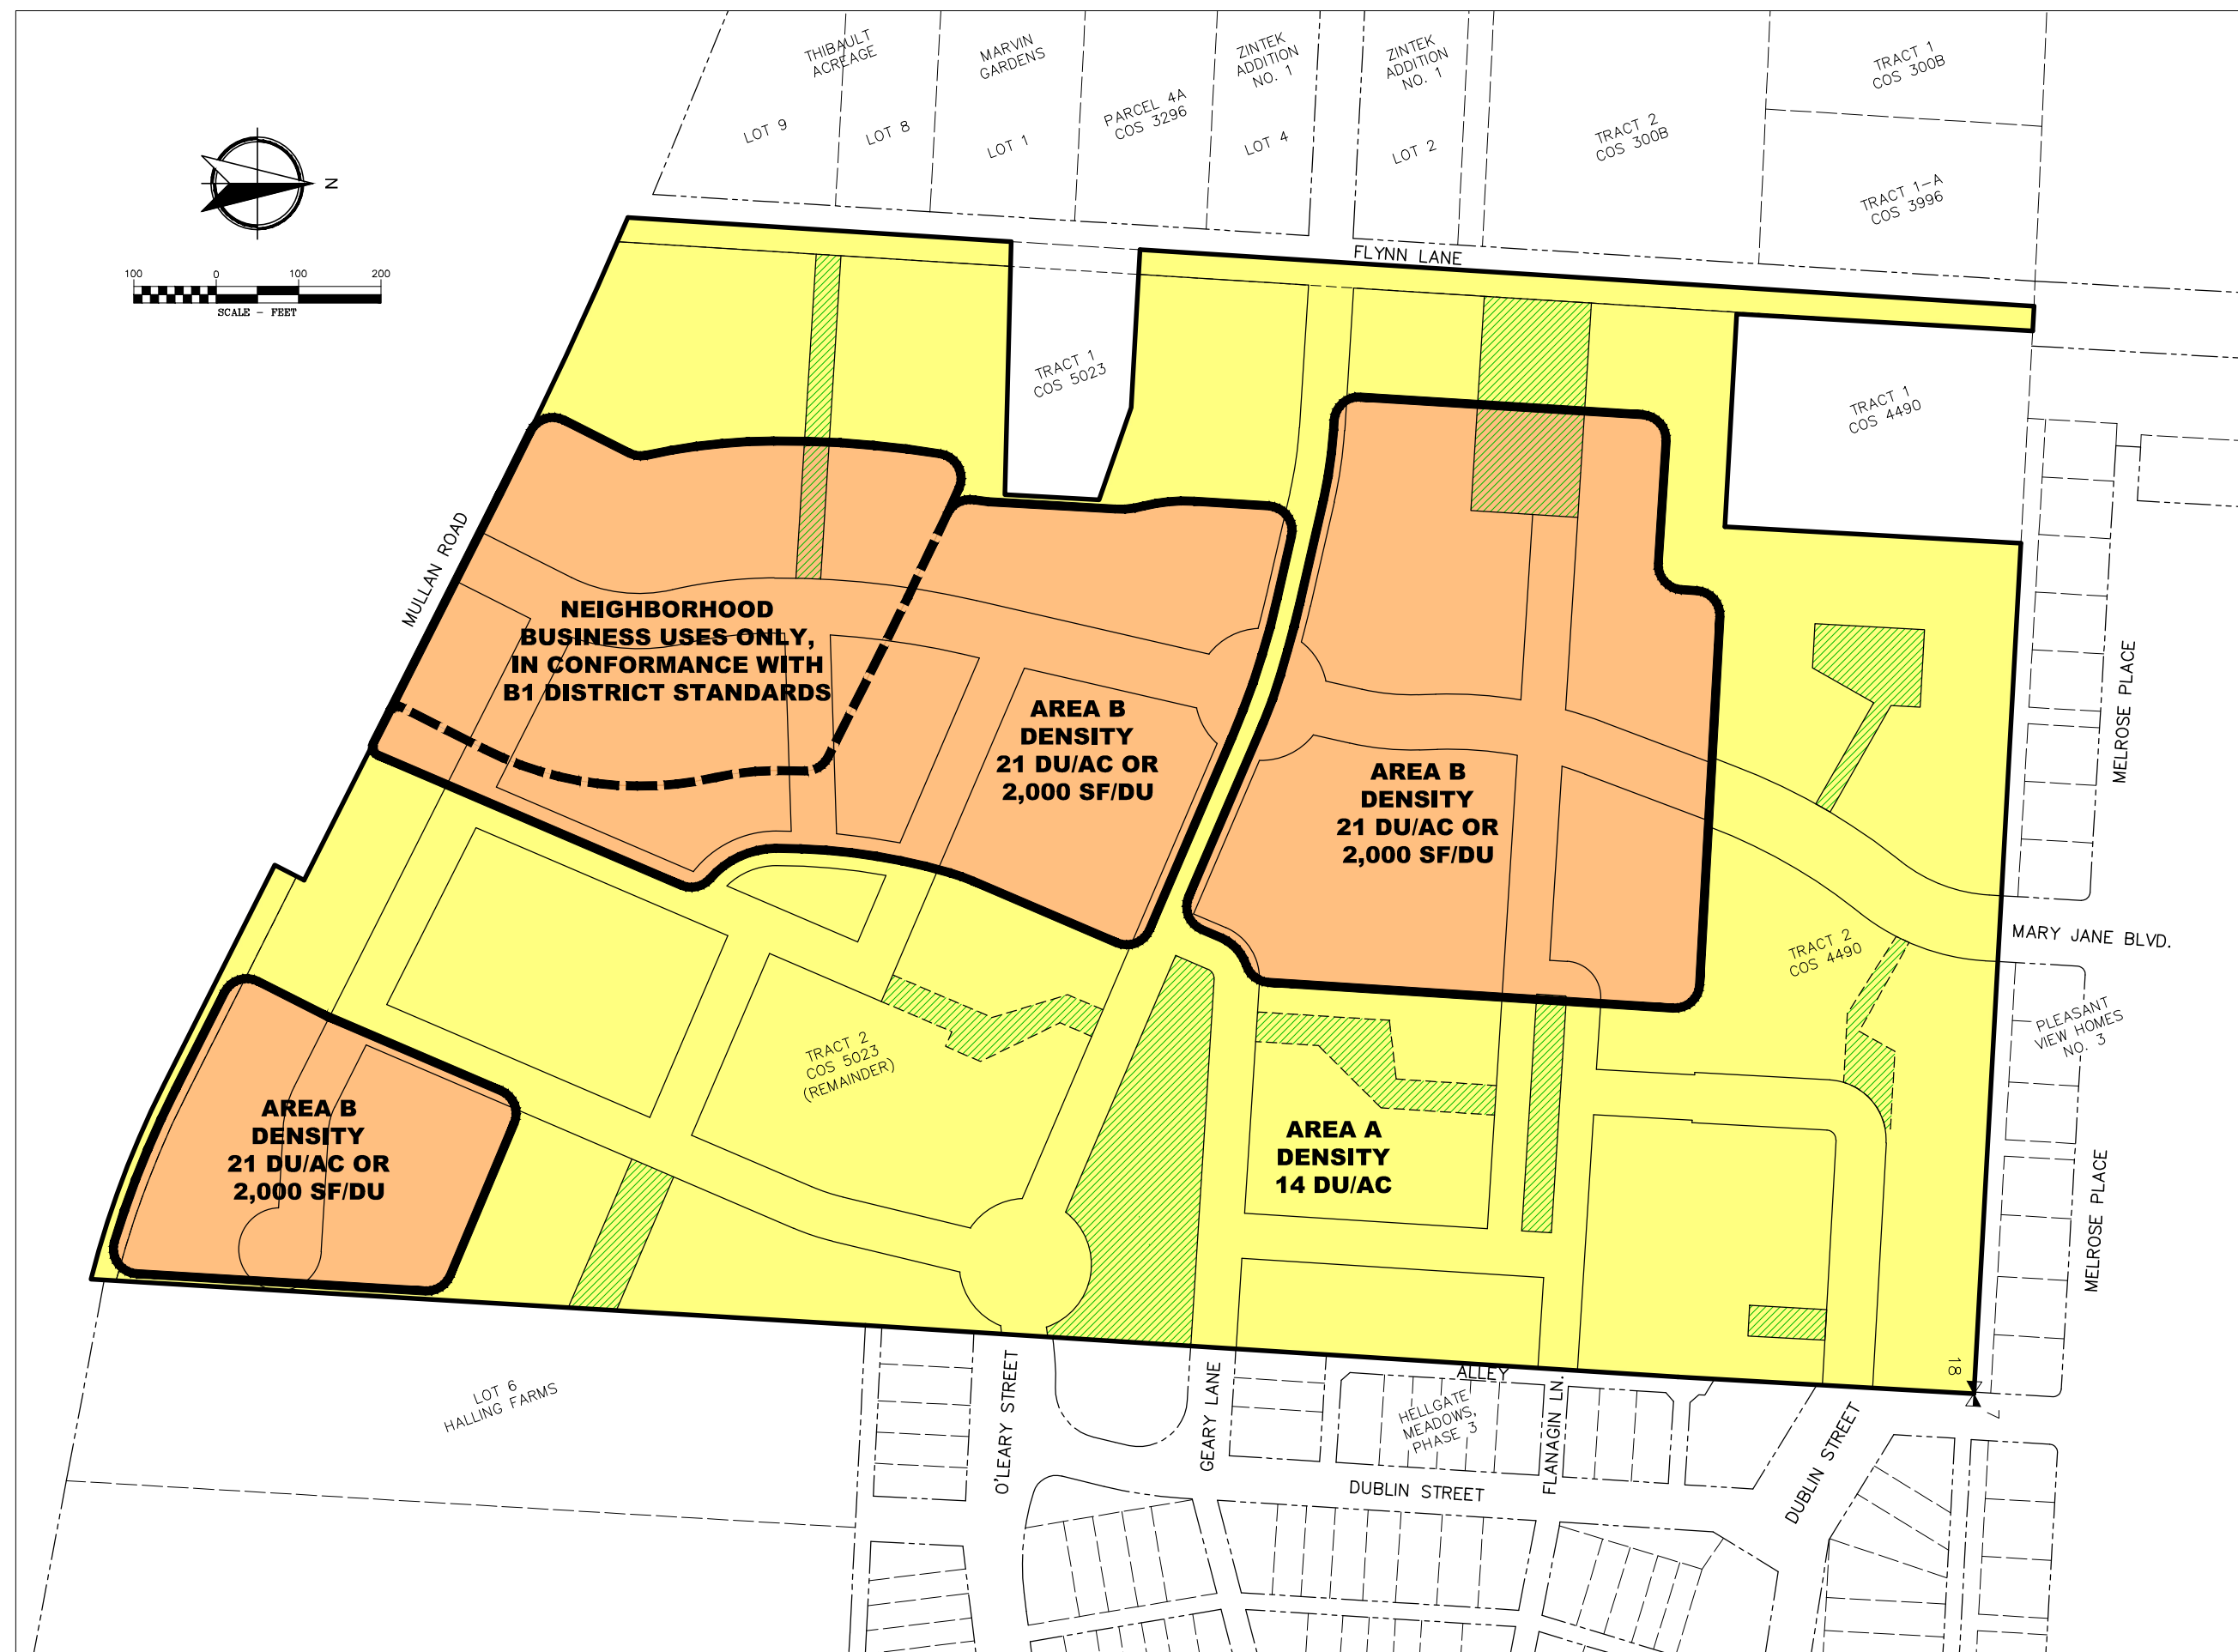 THIBAULT
ACREAGE
LOT 9
LOT 8
MARVIN
GARDENS
LOT 1
PARCEL 4A
COS 3296
ZINTEK
ADDITION
NO. 1
LOT 4
ZINTEK
ADDITION
NO. 1
LOT 2
TRACT 2
COS 300B
TRACT 1
COS 300B
TRACT 1-A
COS 3996
N
100 0 100 200
SCALE - FEET
FLYNN LANE
TRACT 1
COS 5023
TRACT 1
COS 4490
MULLAN ROAD
NEIGHBORHOOD
BUSINESS USES ONLY,
IN CONFORMANCE WITH
B1 DISTRICT STANDARDS
AREA B
DENSITY
21 DU/AC OR
2,000 SF/DU
AREA B
DENSITY
21 DU/AC OR
2,000 SF/DU
MELROSE PLACE
MARY JANE BLVD.
TRACT 2
COS 4490
PLEASANT
VIEW HOMES
NO. 3
TRACT 2
COS 5023
(REMAINDER)
AREA B
DENSITY
21 DU/AC OR
2,000 SF/DU
AREA A
DENSITY
14 DU/AC
MELROSE PLACE
18
7
LOT 6
HALLING FARMS
O'LEARY STREET
GEARY LANE
ALLEY
HELLGATE
MEADOWS,
PHASE 3
FLANAGIN LN.
DUBLIN STREET
DUBLIN STREET